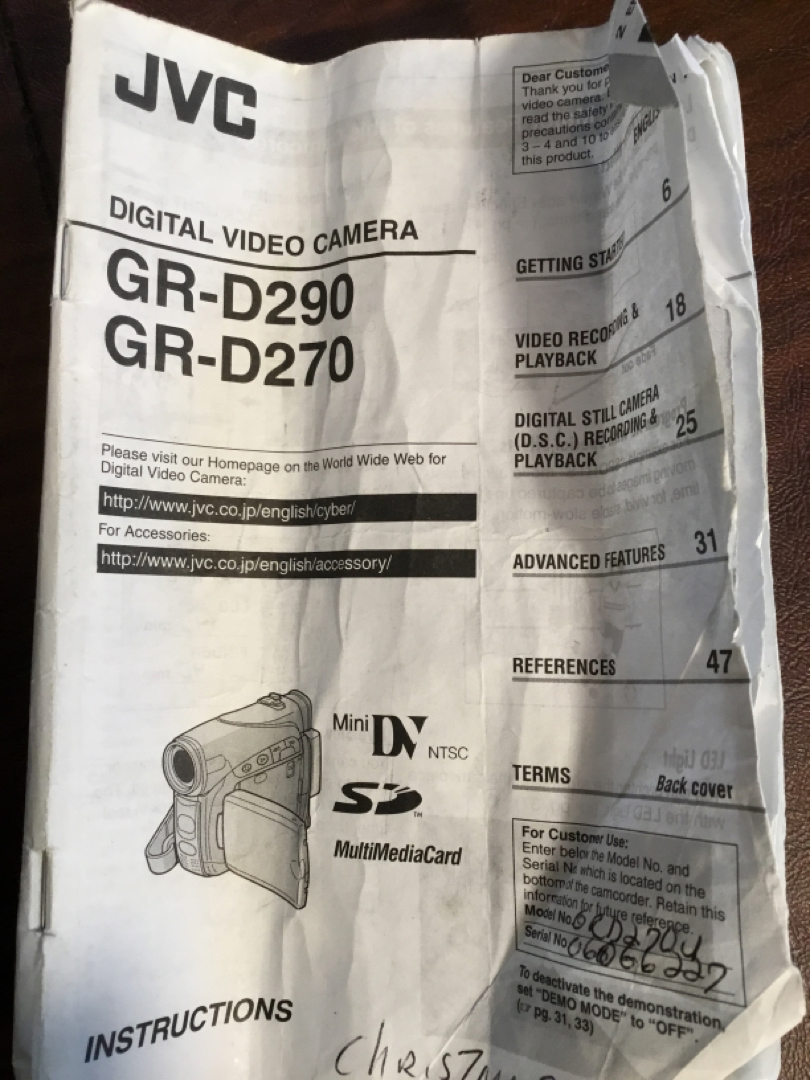 JVC
DIGITAL VIDEO CAMERA
GR-D290
GR-D270
Please visit our Homepage on the World Wide Web for
Digital Video Camera:
http://www.jvc.co.jp/english/cyber/
For Accessories:
http://www.jvc.co.jp/english/accessory/
Mini DV NTSC
SD TM
MultiMediaCard
INSTRUCTIONS
Dear Custome
Thank you for
video camera.
read the safety
precautions
3 – 4 and 10 to
this product.
ENGLIS
6
GETTING START
VIDEO RECORDING & 18
PLAYBACK
DIGITAL STILL CAMERA
(D.S.C.) RECORDING & 25
PLAYBACK
ADVANCED FEATURES 31
REFERENCES 47
TERMS Back cover
For Customer Use:
Enter below the Model No. and
Serial No. which is located on the
bottom of the camcorder. Retain this
information for future reference.
Model No.
Serial No. 06066227
To deactivate the demonstration,
set "DEMO MODE" to "OFF".
(☞ pg. 31, 33)